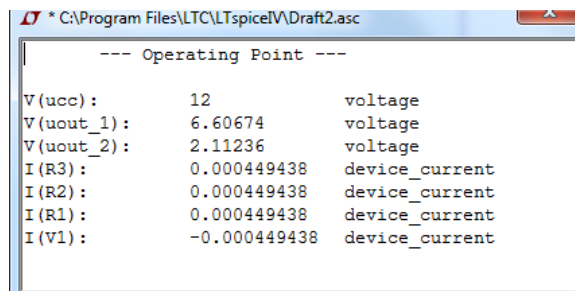 * C:\Program Files\LTC\LTspiceIV\Draft2.asc
--- Operating Point ---
V(ucc): 12 voltage
V(uout_1): 6.60674 voltage
V(uout_2): 2.11236 voltage
I(R3): 0.000449438 device_current
I(R2): 0.000449438 device_current
I(R1): 0.000449438 device_current
I(V1): -0.000449438 device_current